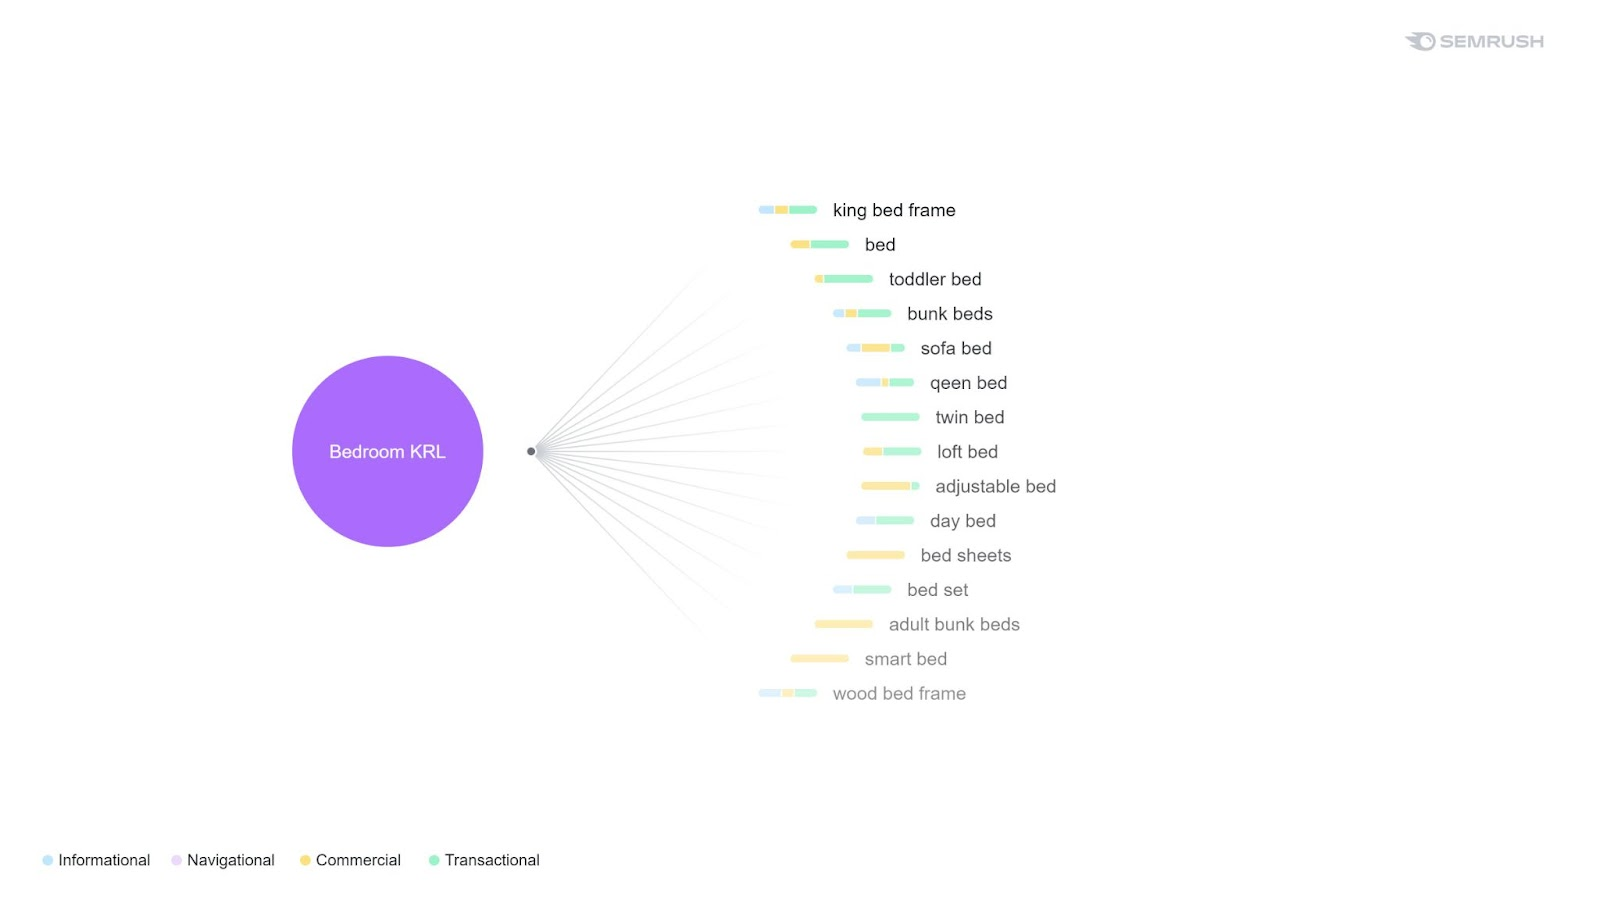 SEMRUSH
king bed frame
bed
toddler bed
bunk beds
sofa bed
qeen bed
twin bed
Bedroom KRL
loft bed
adjustable bed
day bed
bed sheets
bed set
adult bunk beds
smart bed
wood bed frame
Informational Navigational Commercial Transactional